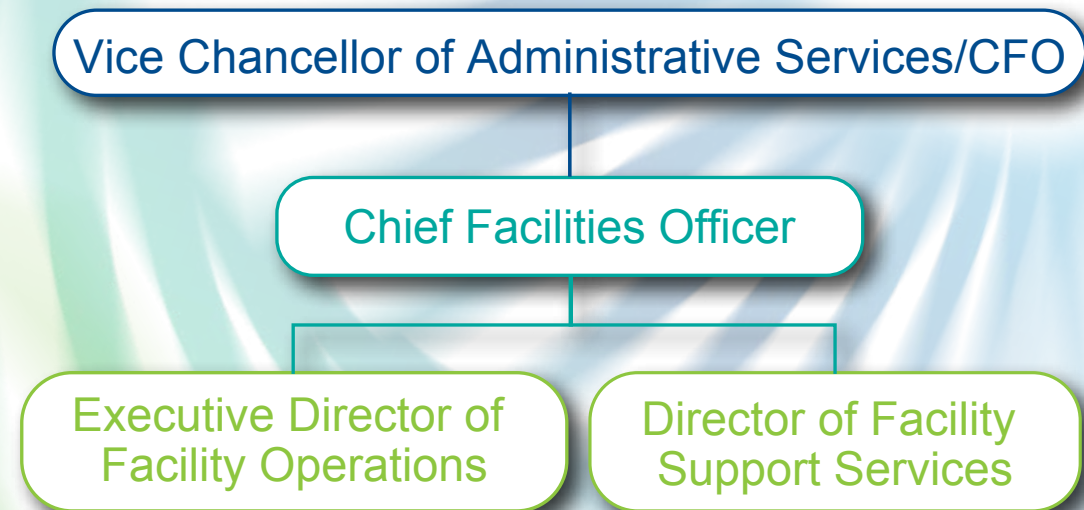 Vice Chancellor of Administrative Services/CFO
Chief Facilities Officer
Executive Director of
Facility Operations
Director of Facility
Support Services